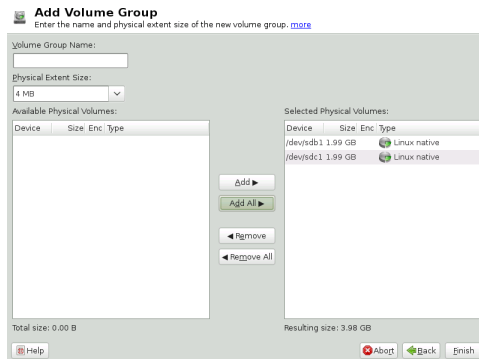 Add Volume Group
Enter the name and physical extent size of the new volume group. more
Volume Group Name:
Physical Extent Size:
4 MB
Available Physical Volumes:
Device Size Enc Type
Total size: 0.00 B
Add
Add All
Remove
Remove All
Selected Physical Volumes:
Device Size Enc Type
/dev/sdb1 1.99 GB Linux native
/dev/sdc1 1.99 GB Linux native
Resulting size: 3.98 GB
Help
Abort
Back
Finish